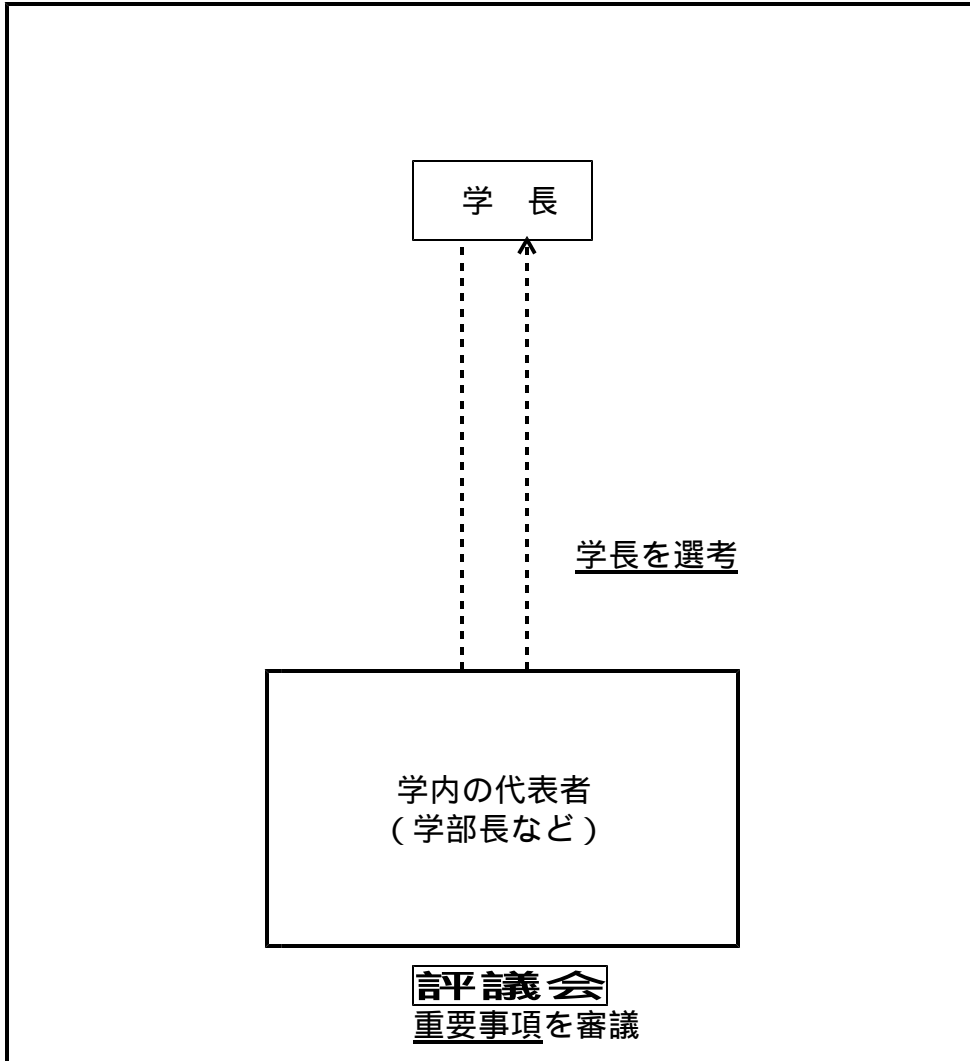 学　長
学長を選考
学内の代表者
（学部長など）
評議会
重要事項を審議